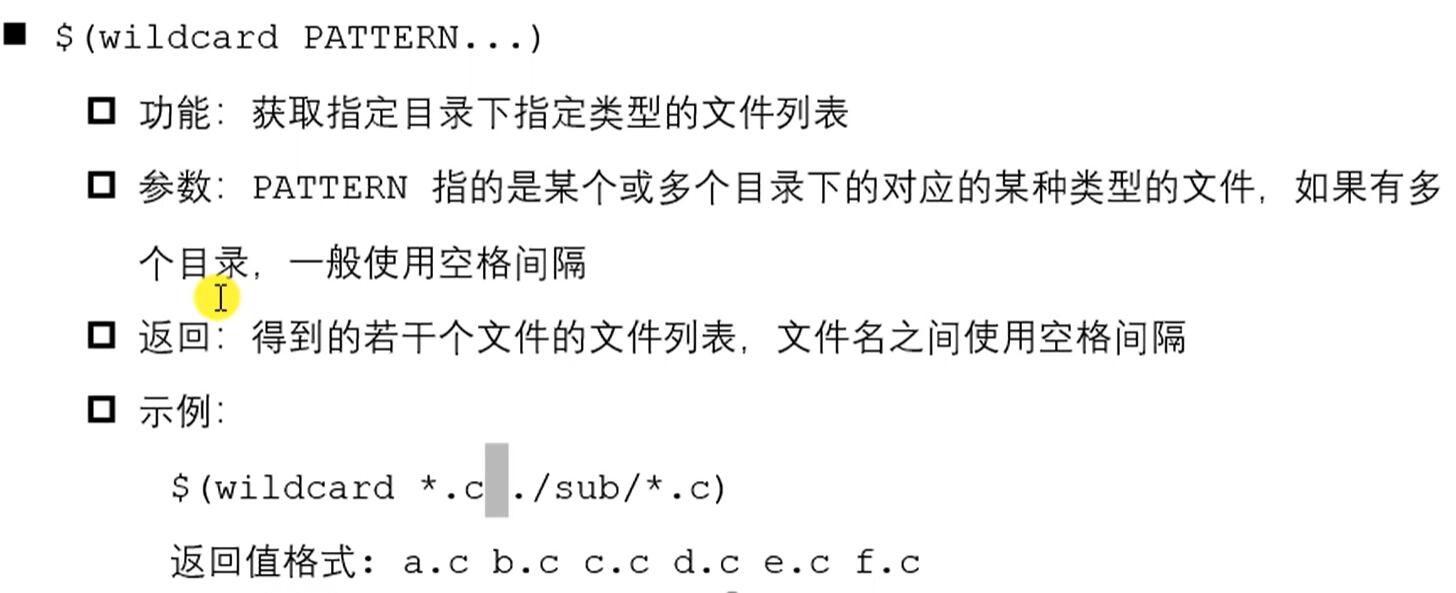 $(wildcard PATTERN...)
功能：获取指定目录下指定类型的文件列表
参数：PATTERN 指的是某个或多个目录下的对应的某种类型的文件，如果有多
个目录，一般使用空格间隔
返回：得到的若干个文件的文件列表，文件名之间使用空格间隔
示例：
$(wildcard *.c ./sub/*.c)
返回值格式: a.c b.c c.c d.c e.c f.c